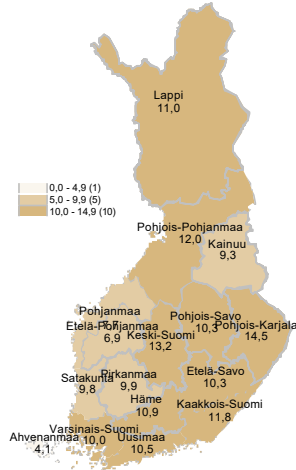 Lappi
11,0
0,0 - 4,9 (1)
5,0 - 9,9 (5)
10,0 - 14,9 (10)
Pohjois-Pohjanmaa
12,0
Kainuu
9,3
Pohjanmaa
7,7
Etelä-Pohjanmaa
6,9
Keski-Suomi
13,2
Pohjois-Savo
10,3
Pohjois-Karjala
14,5
Satakunta
9,8
Pirkanmaa
9,9
Etelä-Savo
10,3
Häme
10,9
Kaakkois-Suomi
11,8
Varsinais-Suomi
10,0
Uusimaa
10,5
Ahvenanmaa
4,1